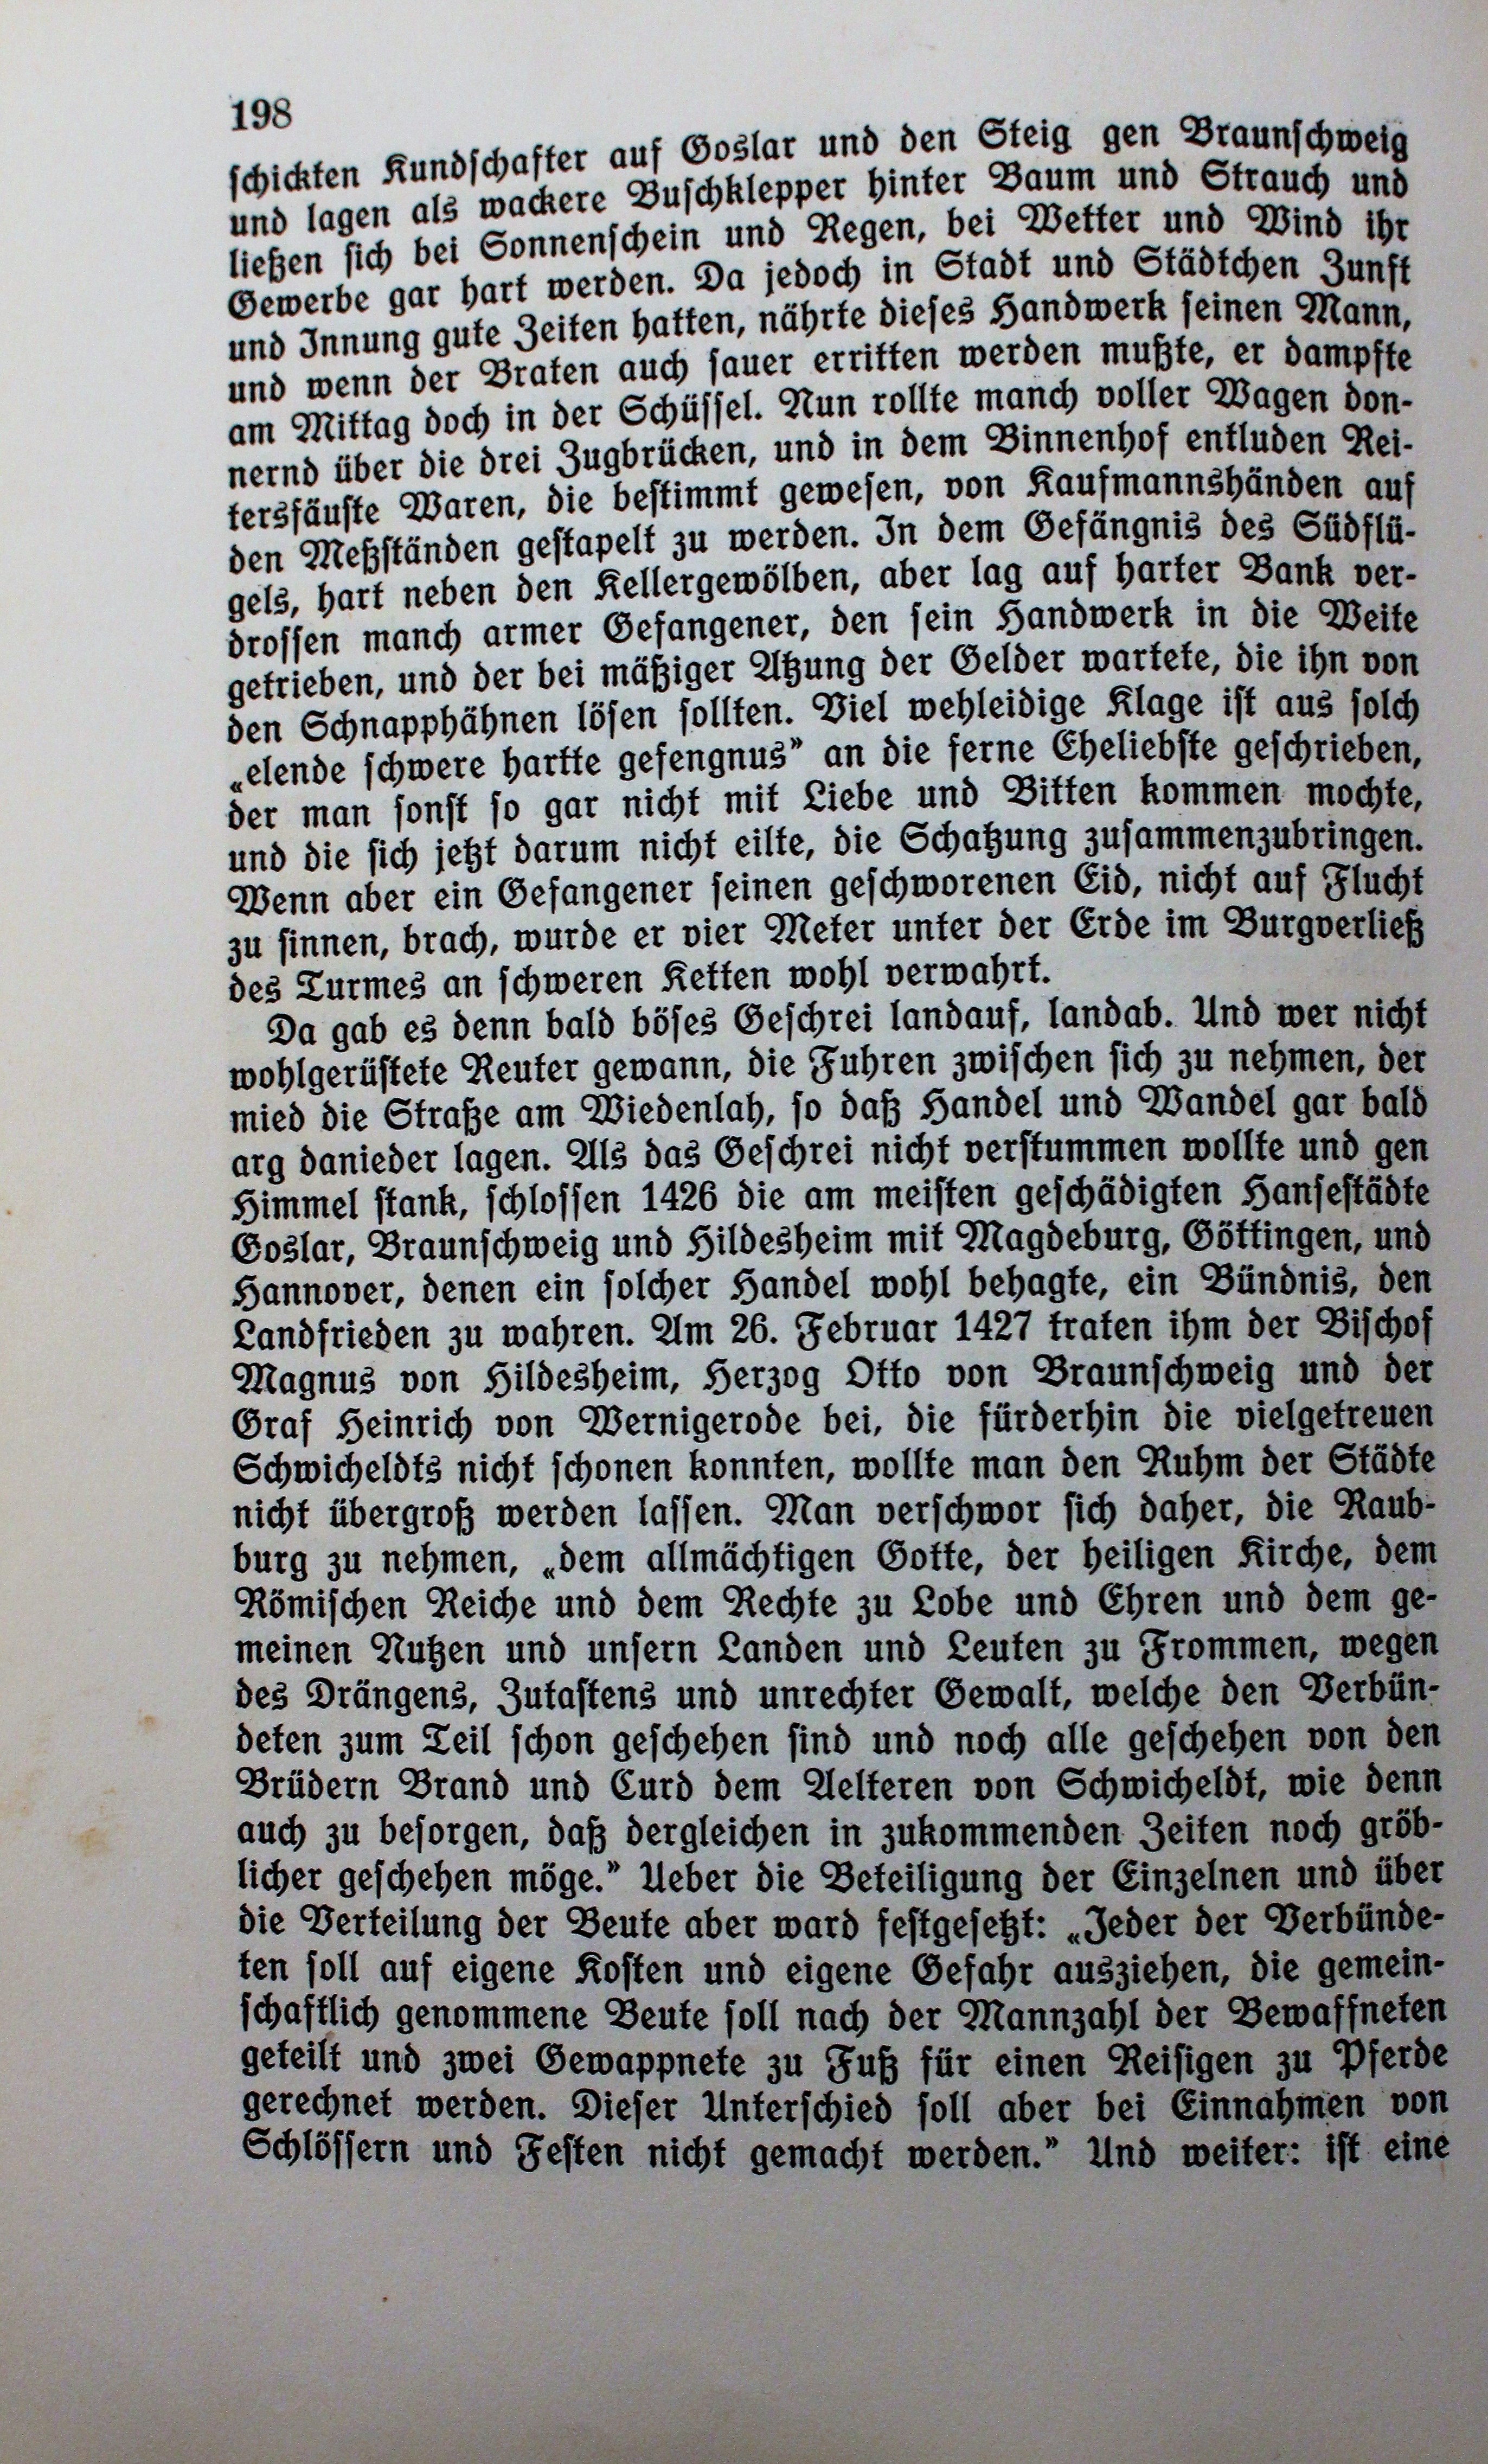 198
schickten Kundschafter auf Goslar und den Steig gen Braunschweig
und lagen als wackere Buschklepper hinter Baum und Strauch und
ließen sich bei Sonnenschein und Regen, bei Wetter und Wind ihr
Gewerbe gar hart werden. Da jedoch in Stadt und Städtchen Zunft
und Innung gute Zeiten hatten, nährte dieses Handwerk seinen Mann,
und wenn der Braten auch sauer erritten werden mußte, er dampfte
am Mittag doch in der Schüssel. Nun rollte manch voller Wagen don-
nernd über die drei Zugbrücken, und in dem Binnenhof entluden Rei-
tersfäuste Waren, die bestimmt gewesen, von Kaufmannshänden auf
den Meßständen gestapelt zu werden. In dem Gefängnis des Südflü-
gels, hart neben den Kellergewölben, aber lag auf harter Bank ver-
drossen manch armer Gefangener, den sein Handwerk in die Weite
getrieben, und der bei mäßiger Atzung der Gelder wartete, die ihn von
den Schnapphähnen lösen sollten. Viel wehleidige Klage ist aus solch
„elende schwere hartte gefengnus” an die ferne Eheliebste geschrieben,
der man sonst so gar nicht mit Liebe und Bitten kommen mochte,
und die sich jetzt darum nicht eilte, die Schatzung zusammenzubringen.
Wenn aber ein Gefangener seinen geschworenen Eid, nicht auf Flucht
zu sinnen, brach, wurde er vier Meter unter der Erde im Burgverließ
des Turmes an schweren Ketten wohl verwahrt.
Da gab es denn bald böses Geschrei landauf, landab. Und wer nicht
wohlgerüstete Reuter gewann, die Fuhren zwischen sich zu nehmen, der
mied die Straße am Wiedenlah, so daß Handel und Wandel gar bald
arg danieder lagen. Als das Geschrei nicht verstummen wollte und gen
Himmel stank, schlossen 1426 die am meisten geschädigten Hansestädte
Goslar, Braunschweig und Hildesheim mit Magdeburg, Göttingen, und
Hannover, denen ein solcher Handel wohl behagte, ein Bündnis, den
Landfrieden zu wahren. Am 26. Februar 1427 traten ihm der Bischof
Magnus von Hildesheim, Herzog Otto von Braunschweig und der
Graf Heinrich von Wernigerode bei, die fürderhin die vielgetreuen
Schwicheldts nicht schonen konnten, wollte man den Ruhm der Städte
nicht übergroß werden lassen. Man verschwor sich daher, die Raub-
burg zu nehmen, „dem allmächtigen Gotte, der heiligen Kirche, dem
Römischen Reiche und dem Rechte zu Lobe und Ehren und dem ge-
meinen Nutzen und unsern Landen und Leuten zu Frommen, wegen
des Drängens, Zutastens und unrechter Gewalt, welche den Verbün-
deten zum Teil schon geschehen sind und noch alle geschehen von den
Brüdern Brand und Curd dem Aelteren von Schwicheldt, wie denn
auch zu besorgen, daß dergleichen in zukommenden Zeiten noch gröb-
licher geschehen möge.” Ueber die Beteiligung der Einzelnen und über
die Verteilung der Beute aber ward festgesetzt: „Jeder der Verbünde-
ten soll auf eigene Kosten und eigene Gefahr ausziehen, die gemein-
schaftlich genommene Beute soll nach der Mannzahl der Bewaffneten
geteilt und zwei Gewappnete zu Fuß für einen Reisigen zu Pferde
gerechnet werden. Dieser Unterschied soll aber bei Einnahmen von
Schlössern und Festen nicht gemacht werden.” Und weiter: ist eine